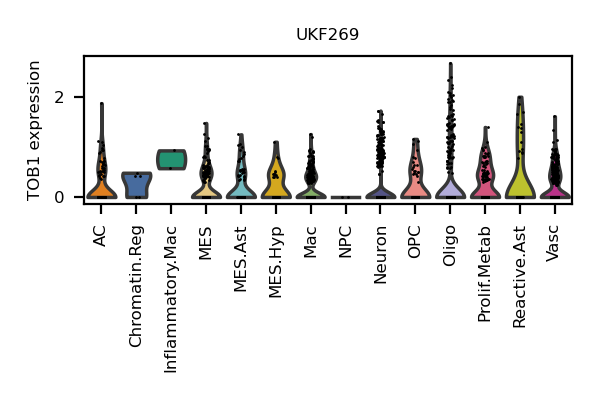 UKF269
TOB1 expression
2
0
AC
Chromatin.Reg
Inflammatory.Mac
MES
MES.Ast
MES.Hyp
Mac
NPC
Neuron
OPC
Oligo
Prolif.Metab
Reactive.Ast
Vasc